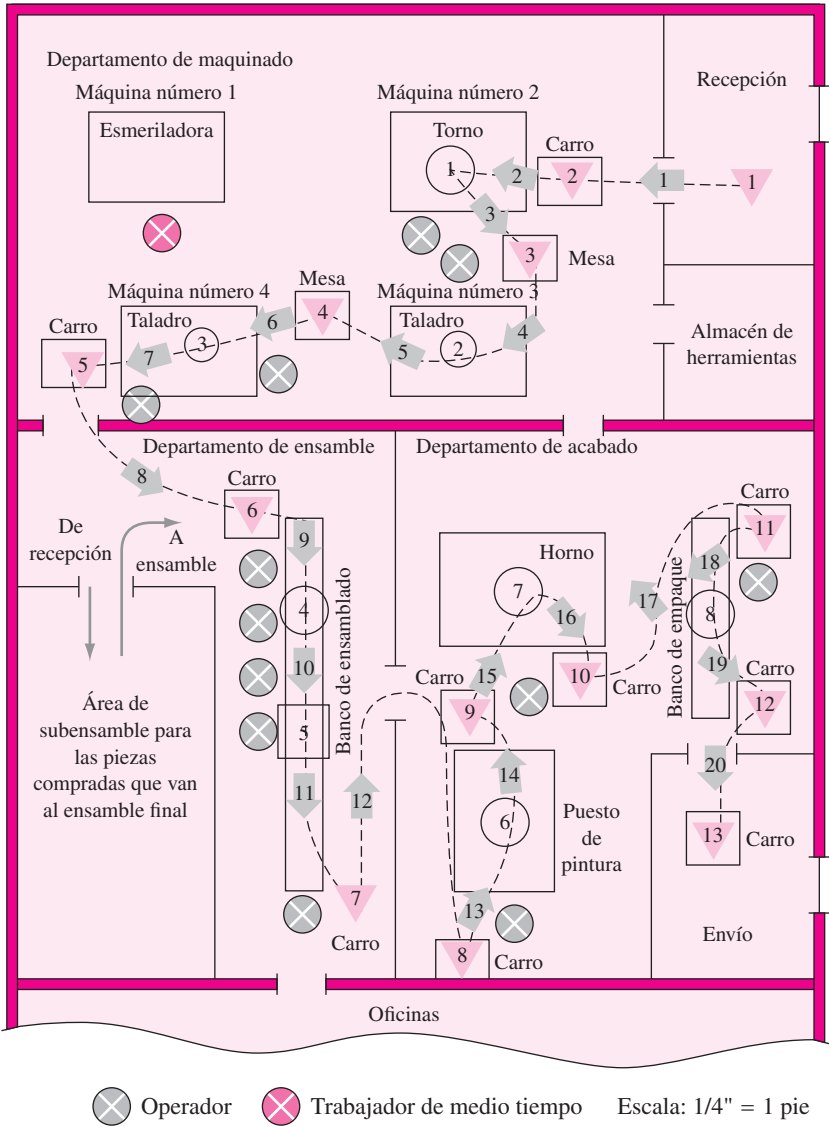 Departamento de maquinado
Recepción
Máquina número 1
Máquina número 2
Esmeriladora
Torno
Carro
1
2
2
1
1
3
3
Mesa
Máquina número 4
Mesa
Máquina número 3
Almacén de
herramientas
Carro
Taladro
Taladro
5
7
3
6
4
5
2
4
Departamento de ensamble
Departamento de acabado
8
Carro
6
Carro
11
De
recepción
A
ensamble
9
Horno
18
4
7
16
17
8
Banco de empaque
Banco de ensamblado
10
15
10
Carro
19
Carro
12
Carro
9
5
Área de
subensamble para
las piezas
compradas que van
al ensamble final
11
12
14
20
6
Puesto
de
pintura
13
Carro
7
Carro
13
8
Carro
Envío
Oficinas
Operador
Trabajador de medio tiempo
Escala: 1/4" = 1 pie